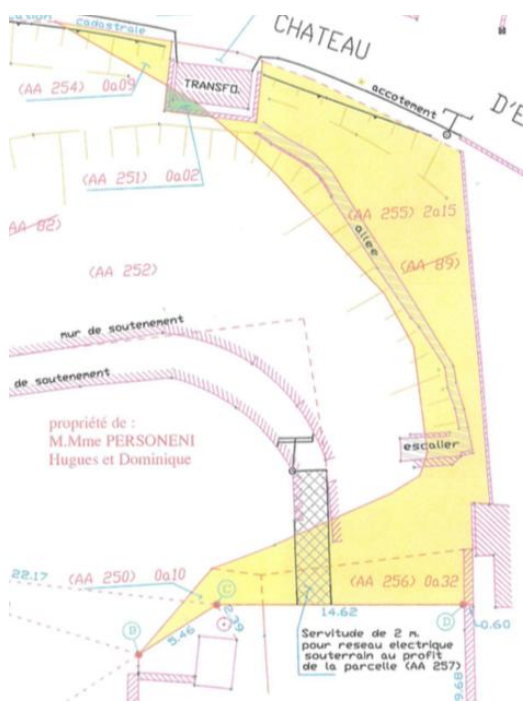 cadastrale
CHATEAU
D'E
TRANSFO.
accotement
(AA 254) 0a09
(AA 251) 0a02
(AA 255) 2a15
AA 82)
(AA 89)
allee
(AA 252)
mur de soutenement
de soutenement
propriété de :
M.Mme PERSONENI
Hugues et Dominique
escalier
22.17
(AA 250) 0a10
C
(AA 256) 0a32
2.39
14.62
D
B
5.46
0.60
Servitude de 2 m.
pour reseau electrique
souterrain au profit
de la parcelle (AA 257)
9.68